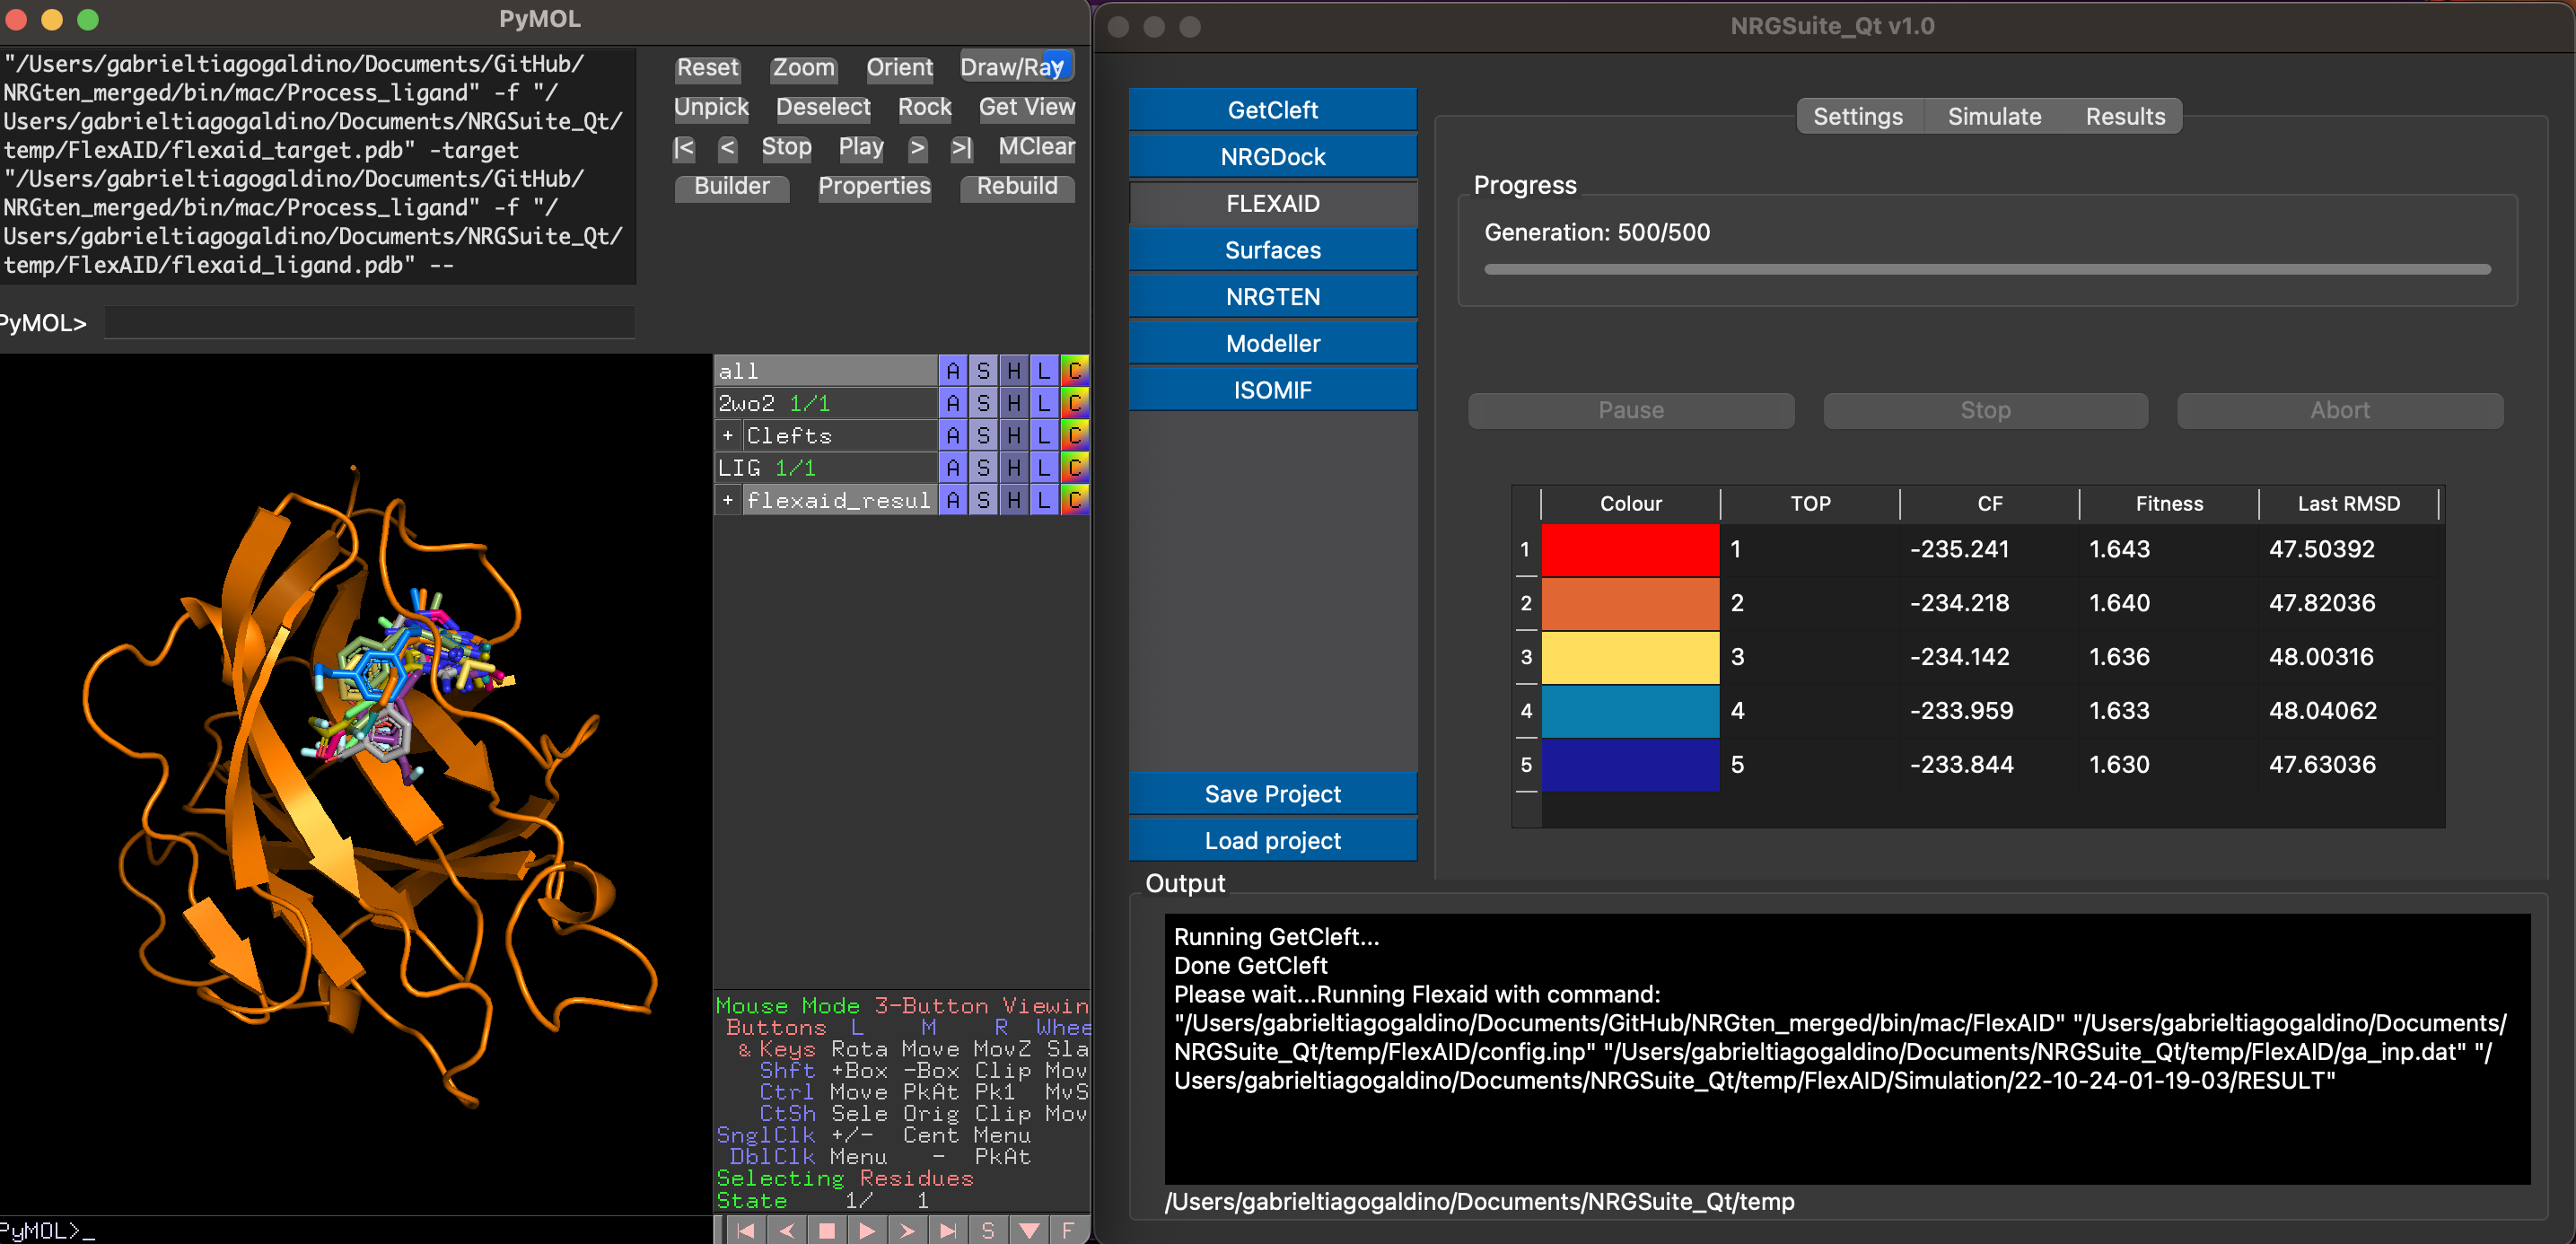 PyMOL
"/Users/gabrieltiagogaldino/Documents/GitHub/
NRGten_merged/bin/mac/Process_ligand" -f "/
Users/gabrieltiagogaldino/Documents/NRGSuite_Qt/
temp/FlexAID/flexaid_target.pdb" -target
"/Users/gabrieltiagogaldino/Documents/GitHub/
NRGten_merged/bin/mac/Process_ligand" -f "/
Users/gabrieltiagogaldino/Documents/NRGSuite_Qt/
temp/FlexAID/flexaid_ligand.pdb" --
PyMOL>
Reset Zoom Orient Draw/Ray
Unpick Deselect Rock Get View
|< < Stop Play > >| MClear
Builder Properties Rebuild
all A S H L C
2wo2 1/1 A S H L C
+ Clefts A S H L C
LIG 1/1 A S H L C
+ flexaid_resul A S H L C
Mouse Mode 3-Button Viewin
Buttons L M R Whee
& Keys Rota Move MovZ Sla
Shft +Box -Box Clip Mov
Ctrl Move PkAt Pk1 MvS
CtSh Sele Orig Clip Mov
SnglClk +/- Cent Menu
DblClk Menu - PkAt
Selecting Residues
State 1/ 1
S F
PyMOL>_
NRGSuite_Qt v1.0
GetCleft
NRGDock
FLEXAID
Surfaces
NRGTEN
Modeller
ISOMIF
Save Project
Load project
Settings Simulate Results
Progress
Generation: 500/500
Pause Stop Abort
Colour TOP CF Fitness Last RMSD
1 1 -235.241 1.643 47.50392
2 2 -234.218 1.640 47.82036
3 3 -234.142 1.636 48.00316
4 4 -233.959 1.633 48.04062
5 5 -233.844 1.630 47.63036
Output
Running GetCleft...
Done GetCleft
Please wait...Running Flexaid with command:
"/Users/gabrieltiagogaldino/Documents/GitHub/NRGten_merged/bin/mac/FlexAID" "/Users/gabrieltiagogaldino/Documents/
NRGSuite_Qt/temp/FlexAID/config.inp" "/Users/gabrieltiagogaldino/Documents/NRGSuite_Qt/temp/FlexAID/ga_inp.dat" "/
Users/gabrieltiagogaldino/Documents/NRGSuite_Qt/temp/FlexAID/Simulation/22-10-24-01-19-03/RESULT"
/Users/gabrieltiagogaldino/Documents/NRGSuite_Qt/temp